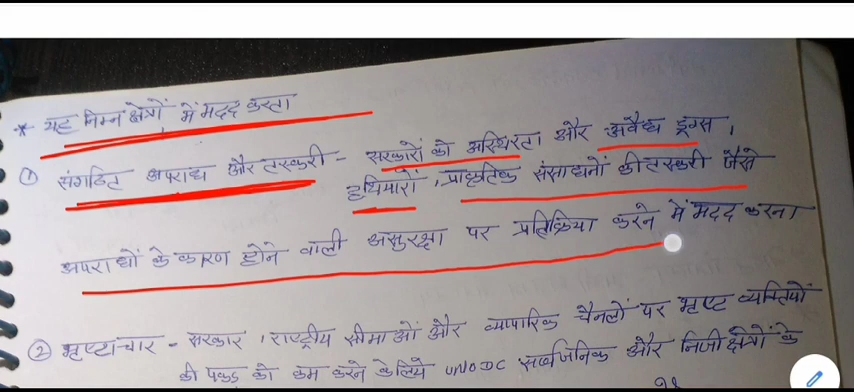 * यह निम्न क्षेत्रों में मदद करता
① संगठित अपराध और तस्करी - सरकारों को अस्थिरता और अवैध ड्रग्स,
हथियारों, प्राकृतिक संसाधनों की तस्करी जैसे
अपराधों के कारण होने वाली असुरक्षा पर प्रतिक्रिया करने में मदद करना
② भ्रष्टाचार - सरकार, राष्ट्रीय सीमाओं और व्यापारिक चैनलों पर भ्रष्ट व्यक्तियों
की पकड़ को कम करने के लिये UNODC सार्वजनिक और निजी क्षेत्रों के